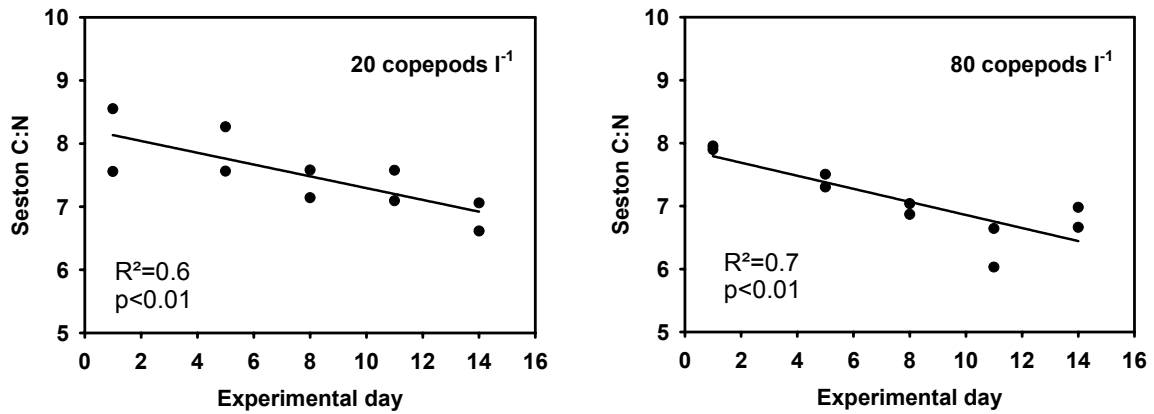 10
9
8
7
6
5
Seston C:N
20 copepods l⁻¹
R²=0.6
p<0.01
0 2 4 6 8 10 12 14 16
Experimental day
10
9
8
7
6
5
Seston C:N
80 copepods l⁻¹
R²=0.7
p<0.01
0 2 4 6 8 10 12 14 16
Experimental day